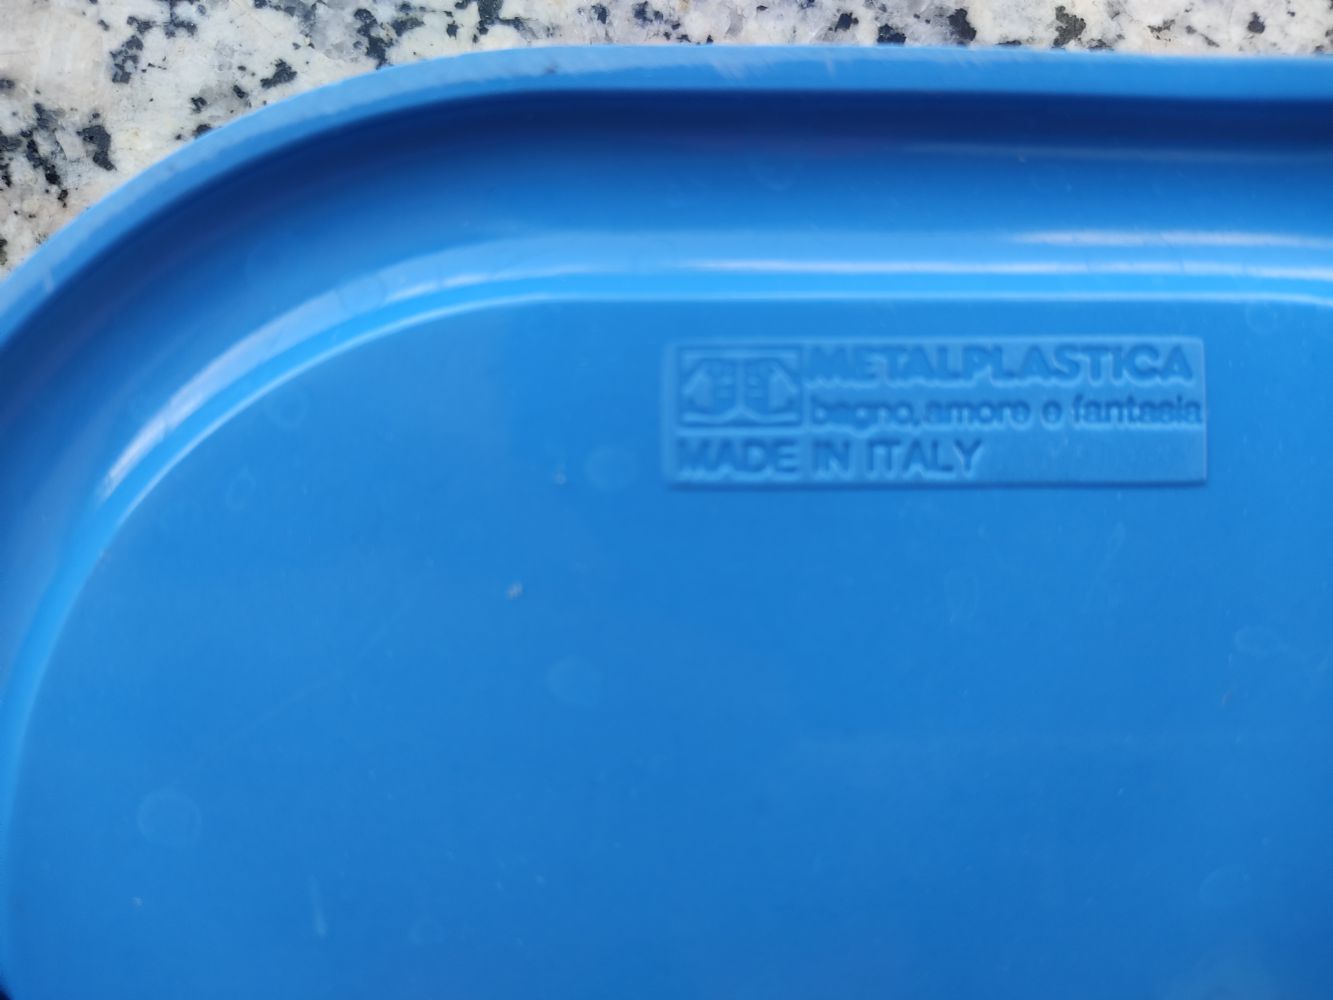 METALPLASTICA
bagno, amore e fantasia
MADE IN ITALY